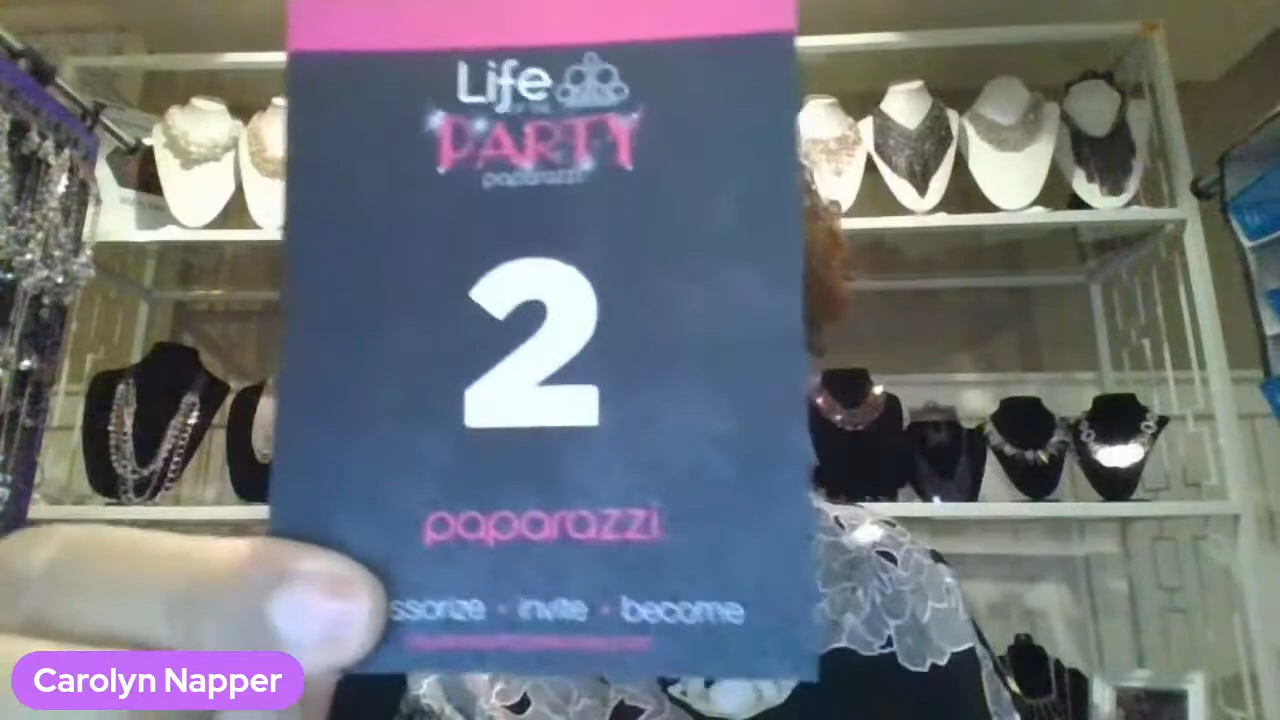 Life
PARTY
paparazzi
2
paparazzi
ssorize • invite • become
Carolyn Napper